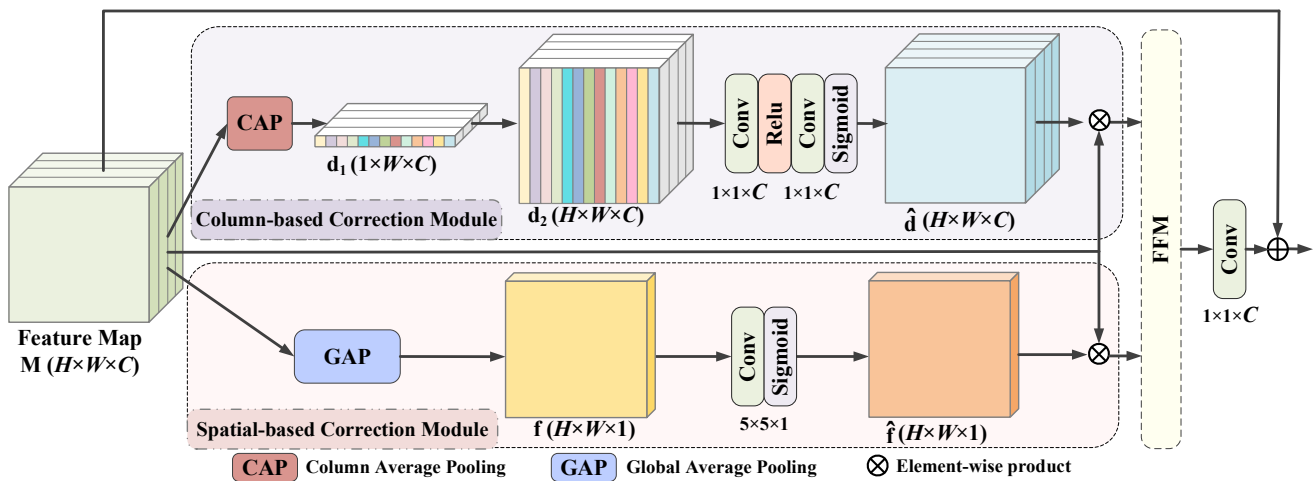 CAP
d₁ (1×W×C)
d₂ (H×W×C)
Conv
Relu
Conv
Sigmoid
1×1×C
1×1×C
d̂ (H×W×C)
Column-based Correction Module
Feature Map
M (H×W×C)
GAP
f (H×W×1)
Conv
Sigmoid
5×5×1
f̂ (H×W×1)
Spatial-based Correction Module
FFM
Conv
1×1×C
CAP Column Average Pooling
GAP Global Average Pooling
⊗ Element-wise product